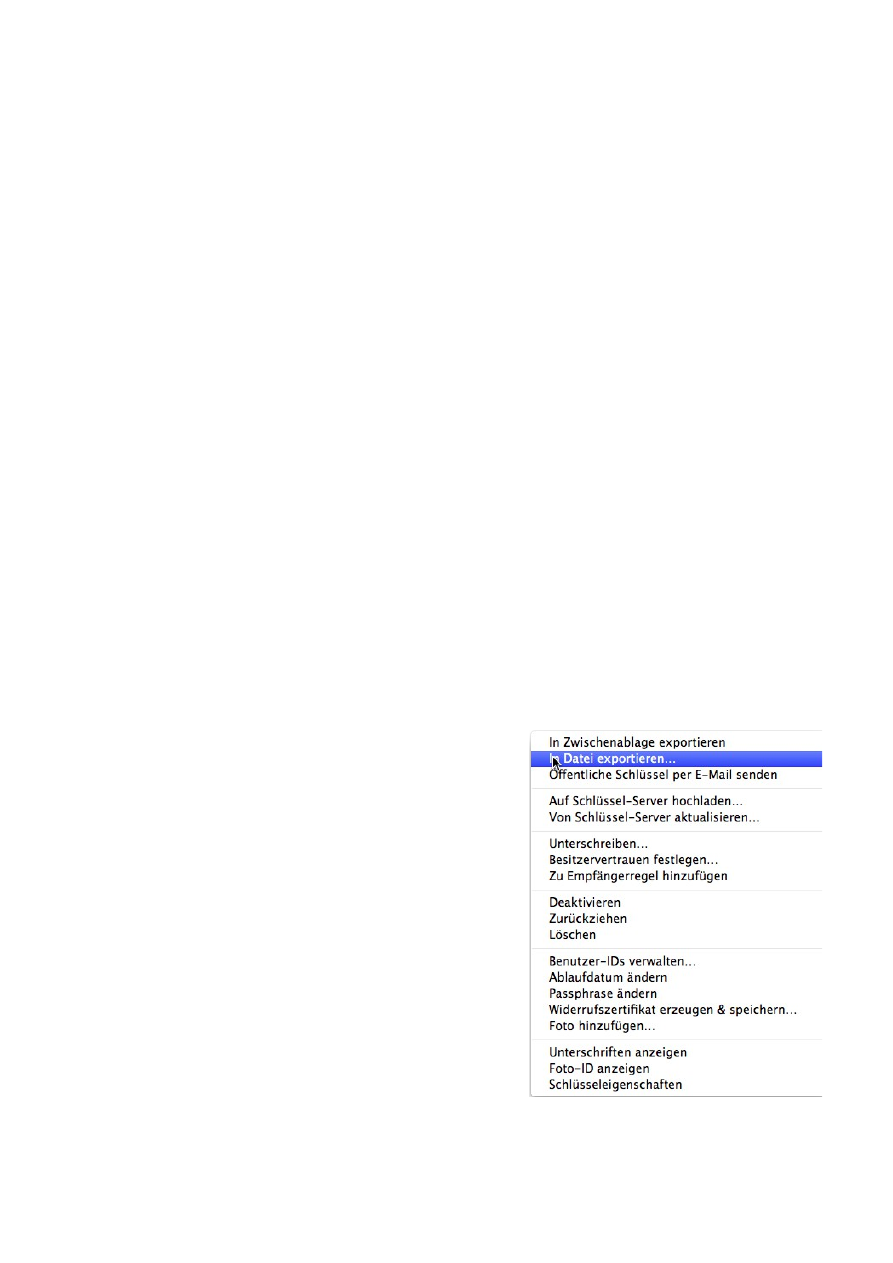 In Zwischenablage exportieren
In Datei exportieren...
Öffentliche Schlüssel per E-Mail senden
Auf Schlüssel-Server hochladen...
Von Schlüssel-Server aktualisieren...
Unterschreiben...
Besitzervertrauen festlegen...
Zu Empfängerregel hinzufügen
Deaktivieren
Zurückziehen
Löschen
Benutzer-IDs verwalten...
Ablaufdatum ändern
Passphrase ändern
Widerrufszertifikat erzeugen & speichern...
Foto hinzufügen...
Unterschriften anzeigen
Foto-ID anzeigen
Schlüsseleigenschaften